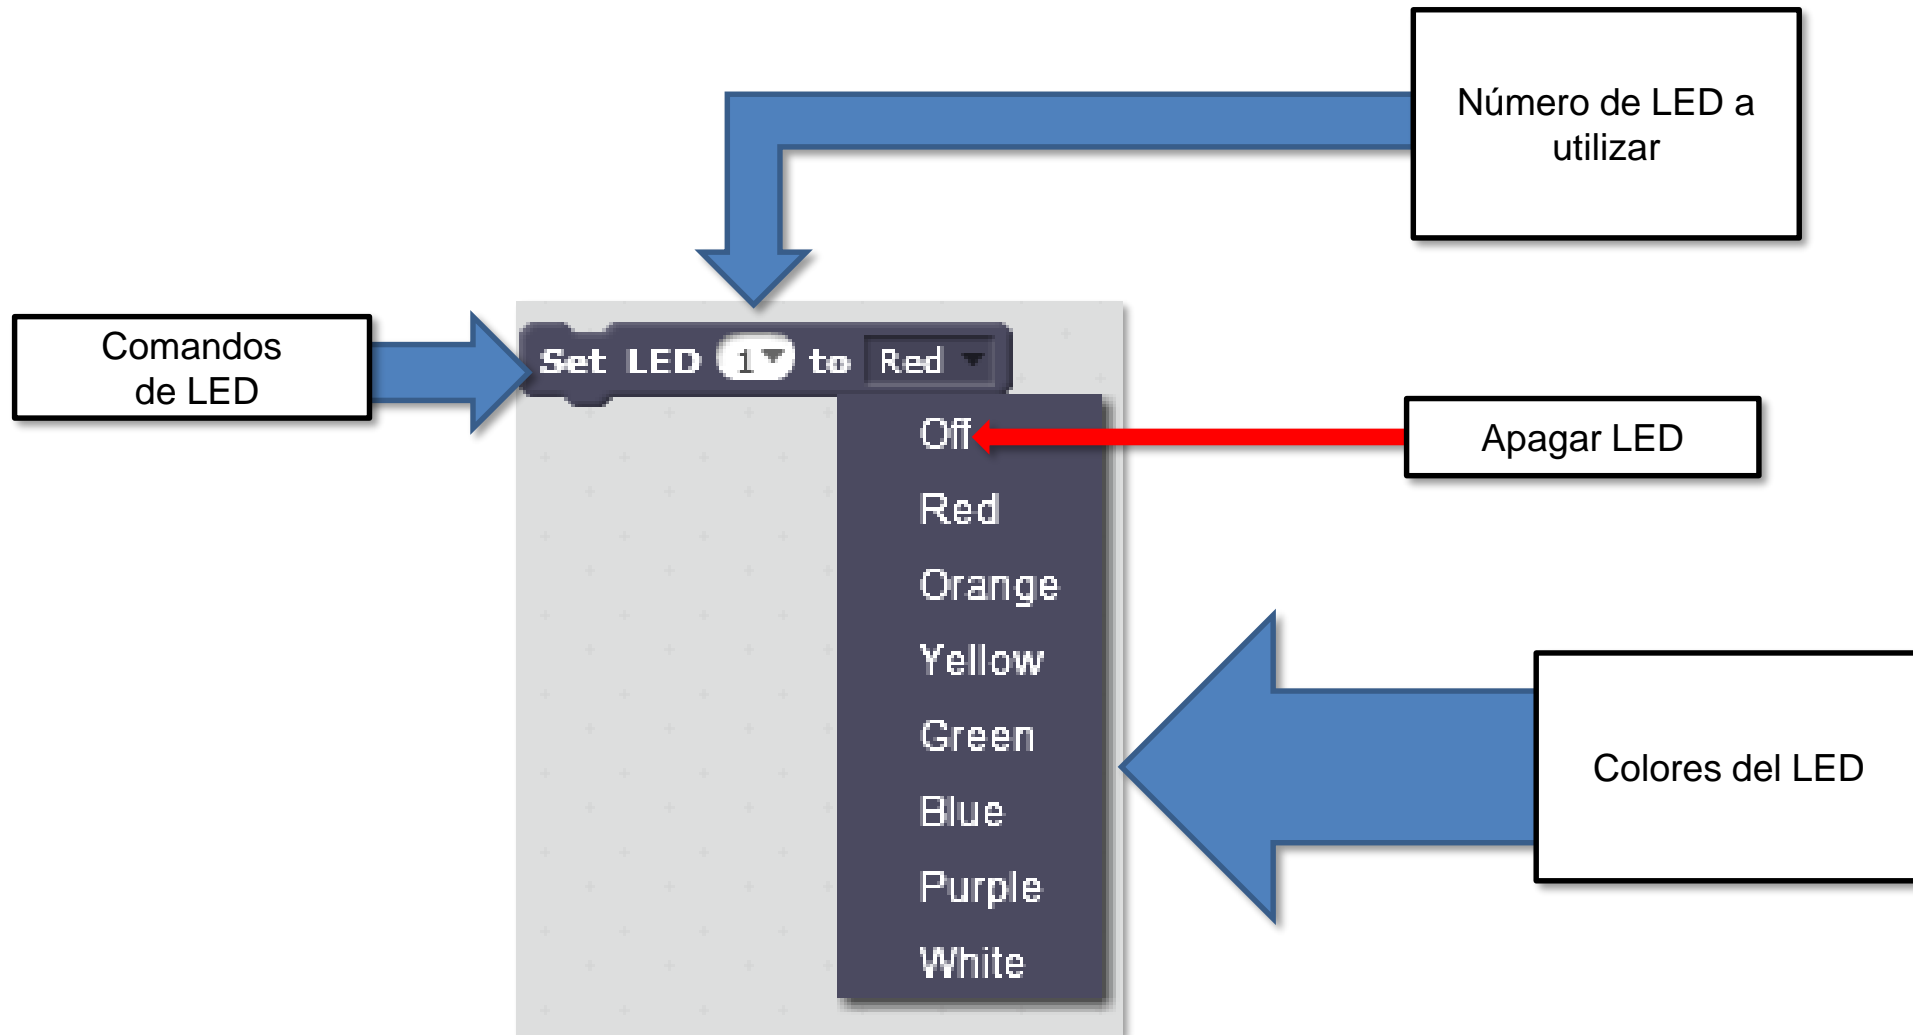 Número de LED a
utilizar
Comandos
de LED
Set LED 1 to Red
Off
Apagar LED
Red
Orange
Yellow
Green
Blue
Purple
White
Colores del LED